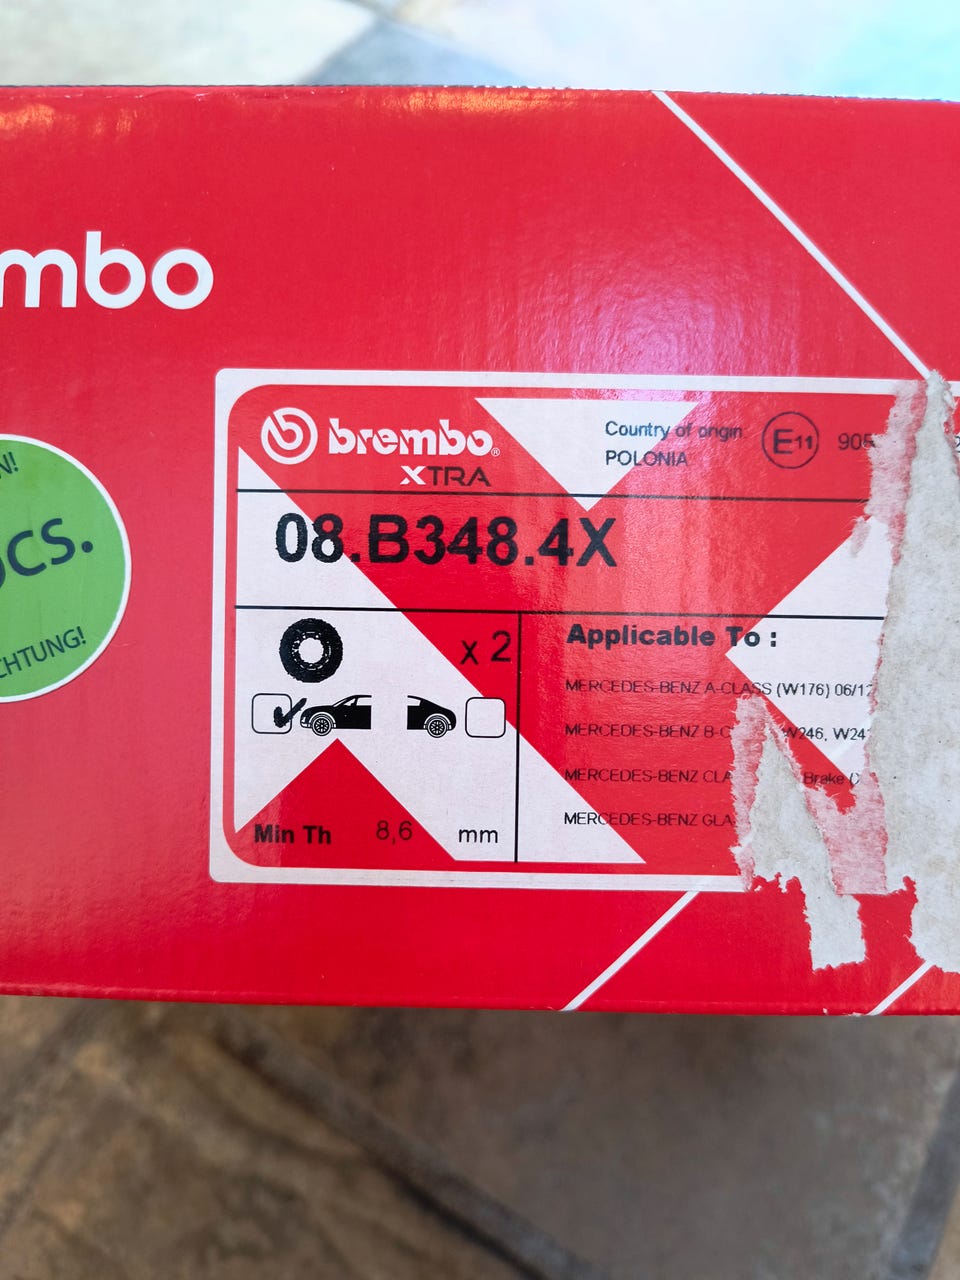 mbo
N!
cs.
CHTUNG!
brembo®
XTRA
Country of origin
POLONIA
E11
905
08.B348.4X
x 2
Applicable To :
MERCEDES-BENZ A-CLASS (W176) 06/12
MERCEDES-BENZ B-C W246, W24
MERCEDES-BENZ CLA Brake (
MERCEDES-BENZ GLA
Min Th 8,6 mm